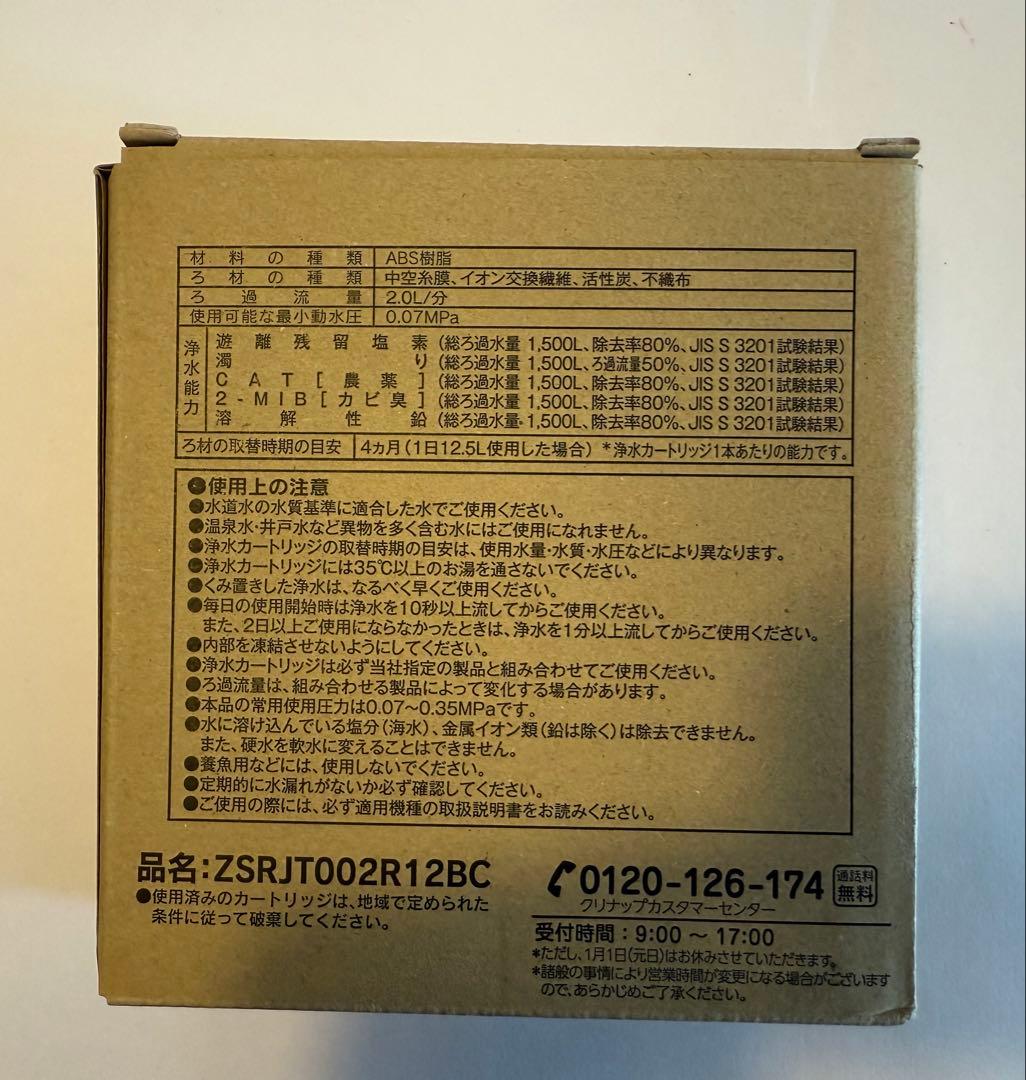 材料の種類 ABS樹脂
ろ材の種類 中空糸膜、イオン交換繊維、活性炭、不織布
ろ過流量 2.0L/分
使用可能な最小動水圧 0.07MPa
浄水能力
遊離残留塩素 (総ろ過水量 1,500L、除去率80%、JIS S 3201試験結果)
濁り (総ろ過水量 1,500L、ろ過流量50%、JIS S 3201試験結果)
CAT[農薬] (総ろ過水量 1,500L、除去率80%、JIS S 3201試験結果)
2-MIB[カビ臭] (総ろ過水量 1,500L、除去率80%、JIS S 3201試験結果)
溶解性鉛 (総ろ過水量 1,500L、除去率80%、JIS S 3201試験結果)
ろ材の取替時期の目安 4ヵ月(1日12.5L使用した場合) *浄水カートリッジ1本あたりの能力です。
●使用上の注意
●水道水の水質基準に適合した水でご使用ください。
●温泉水・井戸水など異物を多く含む水にはご使用になれません。
●浄水カートリッジの取替時期の目安は、使用水量・水質・水圧などにより異なります。
●浄水カートリッジには35℃以上のお湯を通さないでください。
●くみ置きした浄水は、なるべく早くご使用ください。
●毎日の使用開始時は浄水を10秒以上流してからご使用ください。
また、2日以上ご使用にならなかったときは、浄水を1分以上流してからご使用ください。
●内部を凍結させないようにしてください。
●浄水カートリッジは必ず当社指定の製品と組み合わせてご使用ください。
●ろ過流量は、組み合わせる製品によって変化する場合があります。
●本品の常用使用圧力は0.07〜0.35MPaです。
●水に溶け込んでいる塩分(海水)、金属イオン類(鉛は除く)は除去できません。
また、硬水を軟水に変えることはできません。
●養魚用などには、使用しないでください。
●定期的に水漏れがないか必ず確認してください。
●ご使用の際には、必ず適用機種の取扱説明書をお読みください。
品名:ZSRJT002R12BC
●使用済みのカートリッジは、地域で定められた
条件に従って破棄してください。
0120-126-174 通話料無料
クリナップカスタマーセンター
受付時間:9:00 〜 17:00
*ただし、1月1日(元日)はお休みさせていただきます。
*諸般の事情により営業時間が変更になる場合がございます
ので、あらかじめご了承ください。